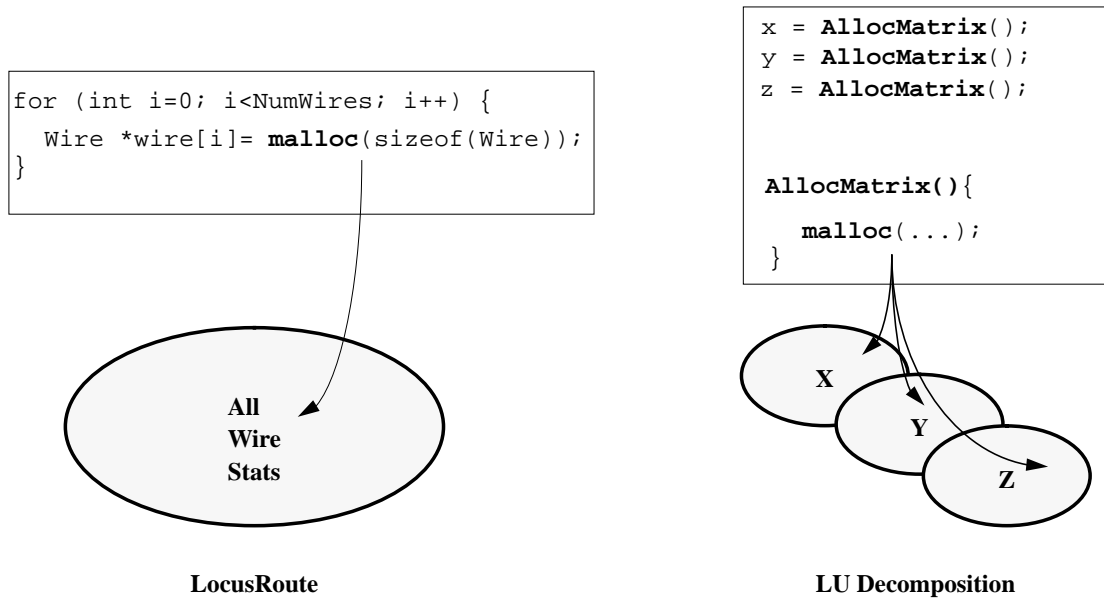 for (int i=0; i<NumWires; i++) {
Wire *wire[i]= malloc(sizeof(Wire));
}
All
Wire
Stats
LocusRoute
x = AllocMatrix();
y = AllocMatrix();
z = AllocMatrix();
AllocMatrix(){
malloc(...);
}
X
Y
Z
LU Decomposition